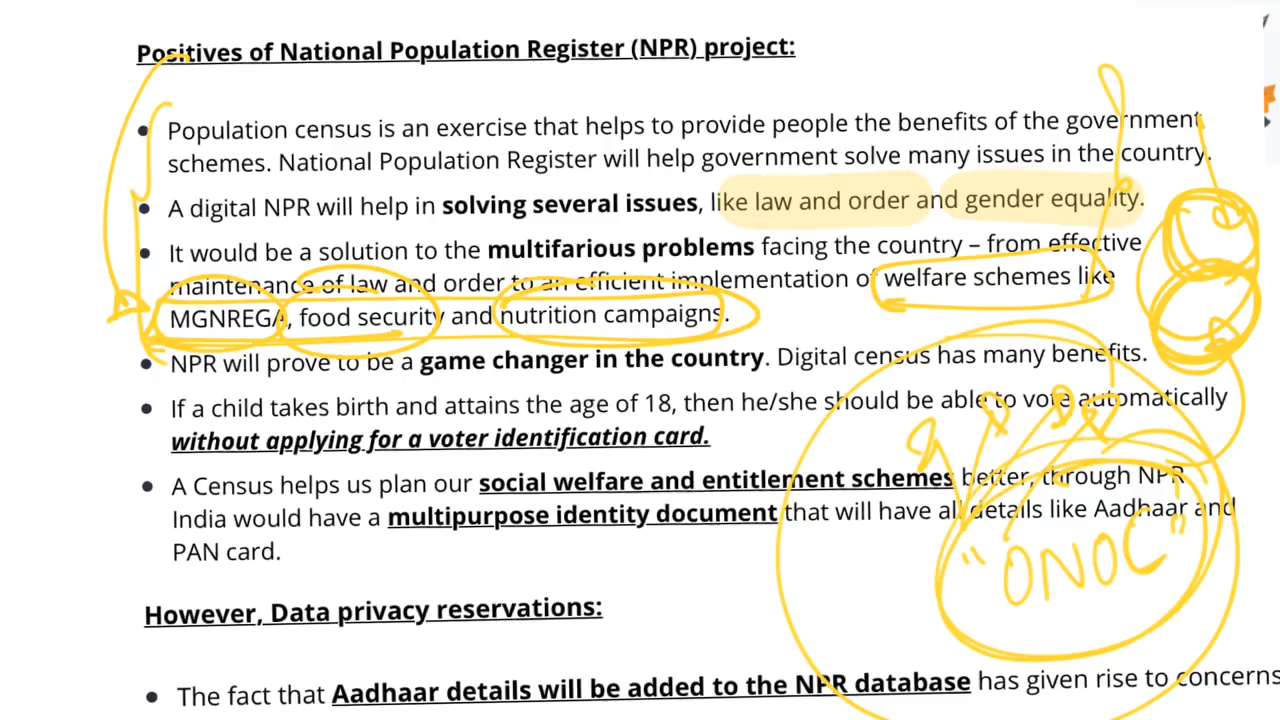 Positives of National Population Register (NPR) project:
• Population census is an exercise that helps to provide people the benefits of the government
schemes. National Population Register will help government solve many issues in the country.
• A digital NPR will help in solving several issues, like law and order and gender equality.
• It would be a solution to the multifarious problems facing the country – from effective
maintenance of law and order to an efficient implementation of welfare schemes like
MGNREGA, food security and nutrition campaigns.
• NPR will prove to be a game changer in the country. Digital census has many benefits.
• If a child takes birth and attains the age of 18, then he/she should be able to vote automatically
without applying for a voter identification card.
• A Census helps us plan our social welfare and entitlement schemes better, through NPR
India would have a multipurpose identity document that will have all details like Aadhaar and
PAN card.
"ONOC"
However, Data privacy reservations:
• The fact that Aadhaar details will be added to the NPR database has given rise to concerns